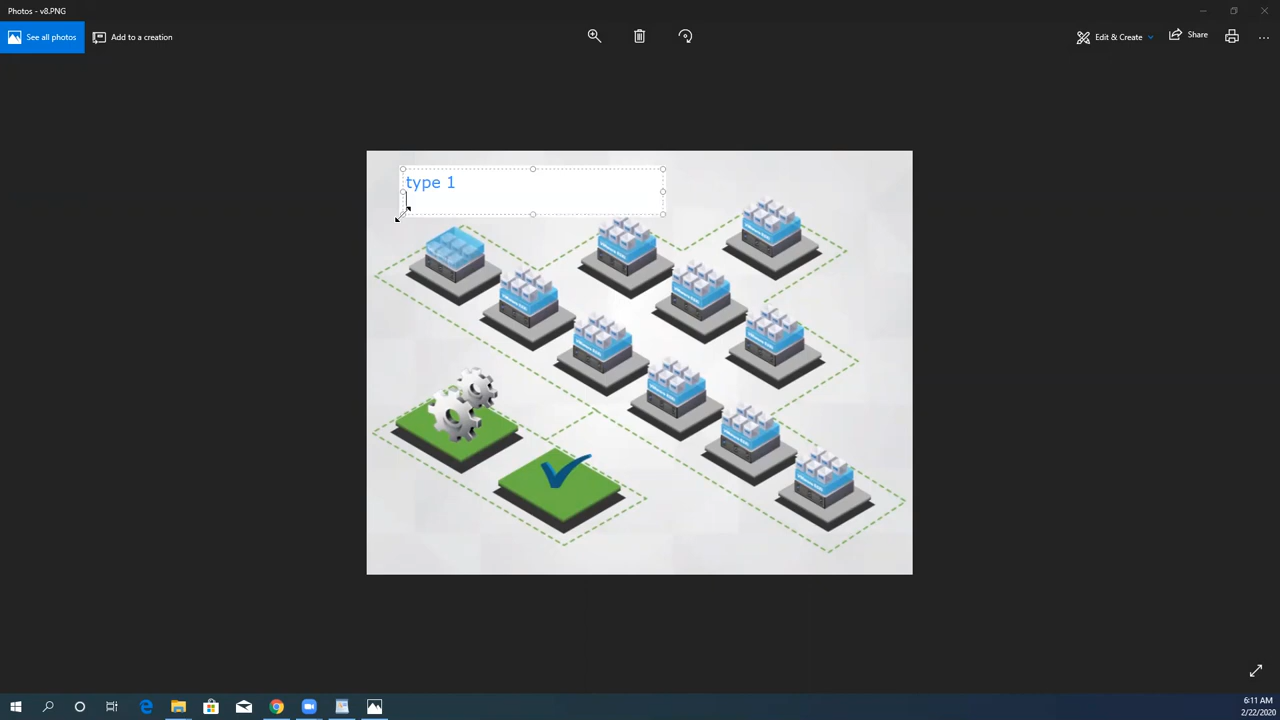 Photos - v8.PNG
See all photos
Add to a creation
Edit & Create
Share
type 1
6:11 AM
2/22/2020